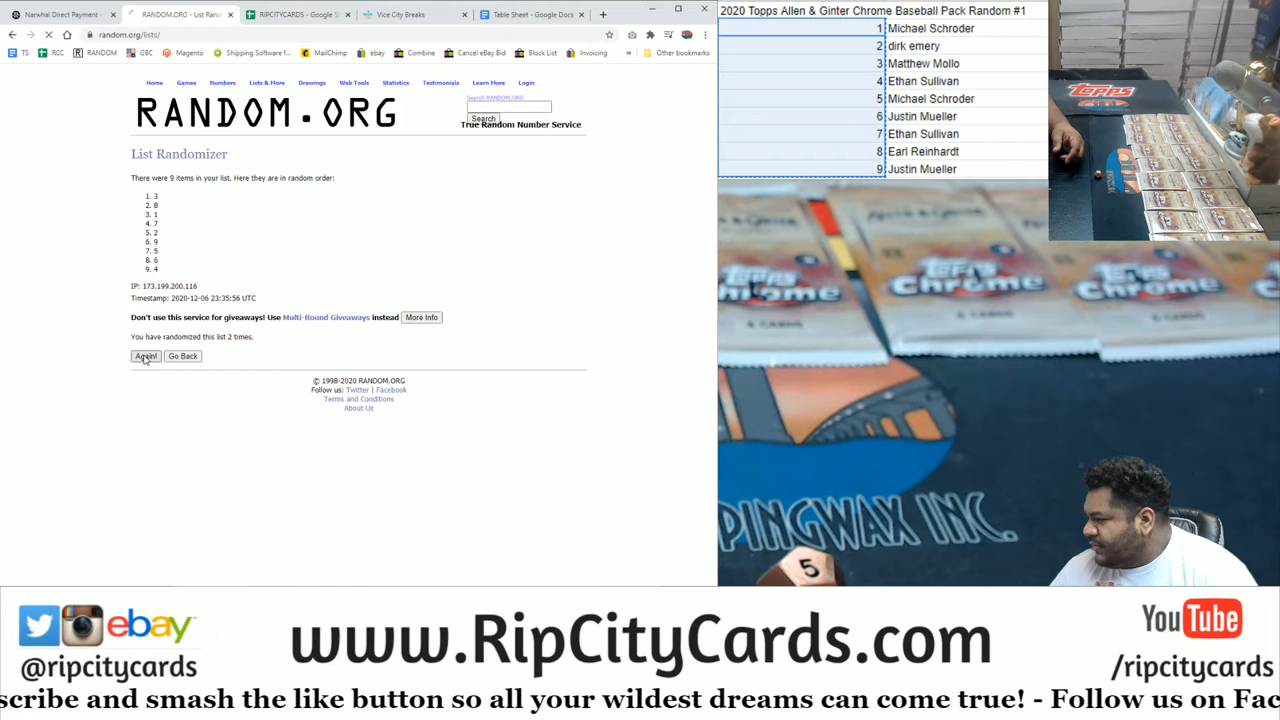 Narwhal Direct Payment -
RANDOM.ORG - List Ran
RIPCITYCARDS - Google S
Vice City Breaks
Table Sheet - Google Docs
random.org/lists/
TS
RCC
RANDOM
GBC
Magento
Shipping Software f...
MailChimp
ebay
Combine
Cancel eBay Bid
Block List
Invoicing
Other bookmarks
Home Games Numbers Lists & More Drawings Web Tools Statistics Testimonials Learn More Login
Search RANDOM.ORG
Search
RANDOM.ORG
True Random Number Service
List Randomizer
There were 9 items in your list. Here they are in random order:
1. 3
2. 8
3. 1
4. 7
5. 2
6. 9
7. 5
8. 6
9. 4
IP: 173.199.200.116
Timestamp: 2020-12-06 23:35:56 UTC
Don't use this service for giveaways! Use Multi-Round Giveaways instead More Info
You have randomized this list 2 times.
Again! Go Back
© 1998-2020 RANDOM.ORG
Follow us: Twitter | Facebook
Terms and Conditions
About Us
2020 Topps Allen & Ginter Chrome Baseball Pack Random #1
1 Michael Schroder
2 dirk emery
3 Matthew Mollo
4 Ethan Sullivan
5 Michael Schroder
6 Justin Mueller
7 Ethan Sullivan
8 Earl Reinhardt
9 Justin Mueller
TOPPS
Chrome
Topps
Chrome
Topps
Chrome
PINGWAX INC.
5
ebay
@ripcitycards
www.RipCityCards.com
YouTube
/ripcitycards
scribe and smash the like button so all your wildest dreams can come true! - Follow us on Fac